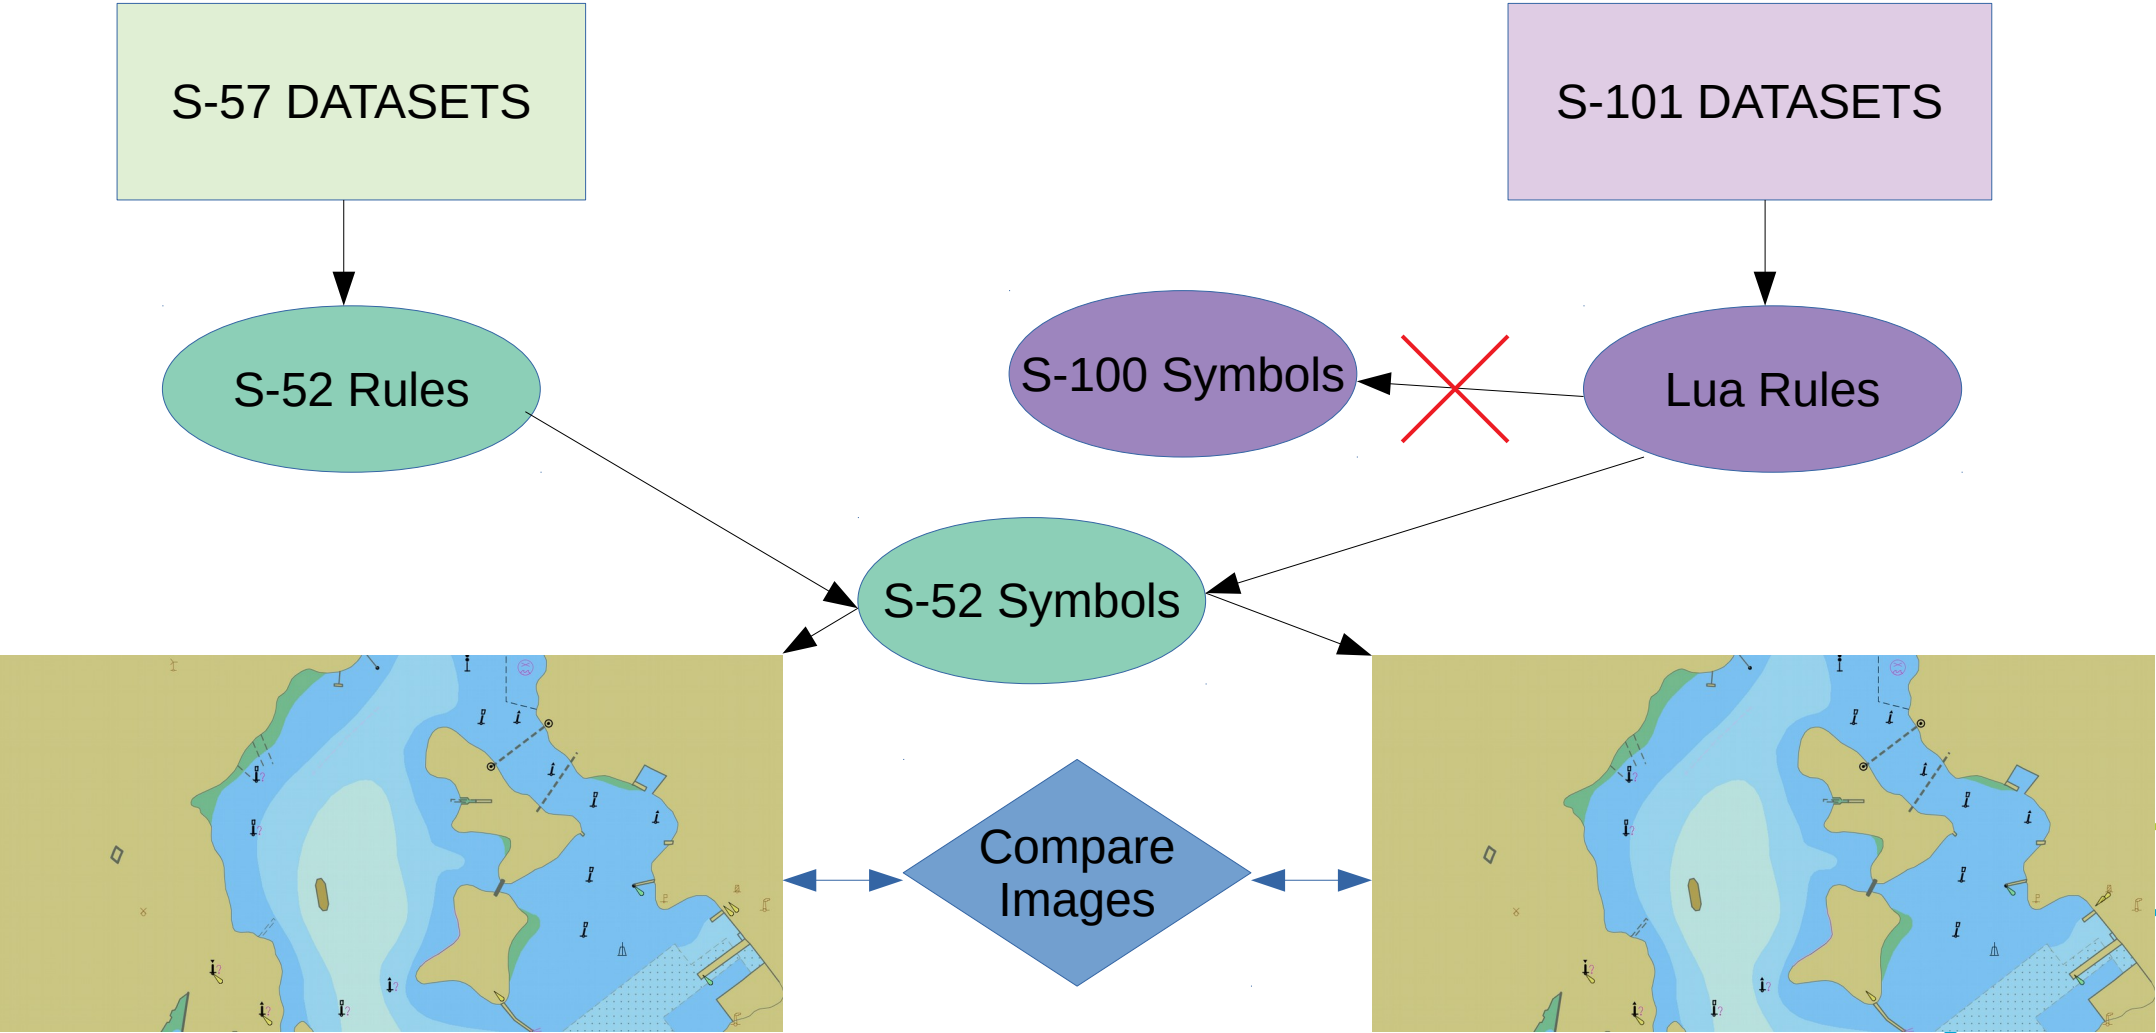 S-57 DATASETS
S-101 DATASETS
S-52 Rules
S-100 Symbols
Lua Rules
S-52 Symbols
Compare
Images